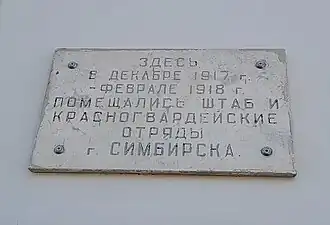 ЗДЕСЬ
В ДЕКАБРЕ 1917 г.
- ФЕВРАЛЕ 1918 г.
ПОМЕЩАЛИСЬ ШТАБ И
КРАСНОГВАРДЕЙСКИЕ
ОТРЯДЫ
г. СИМБИРСКА.